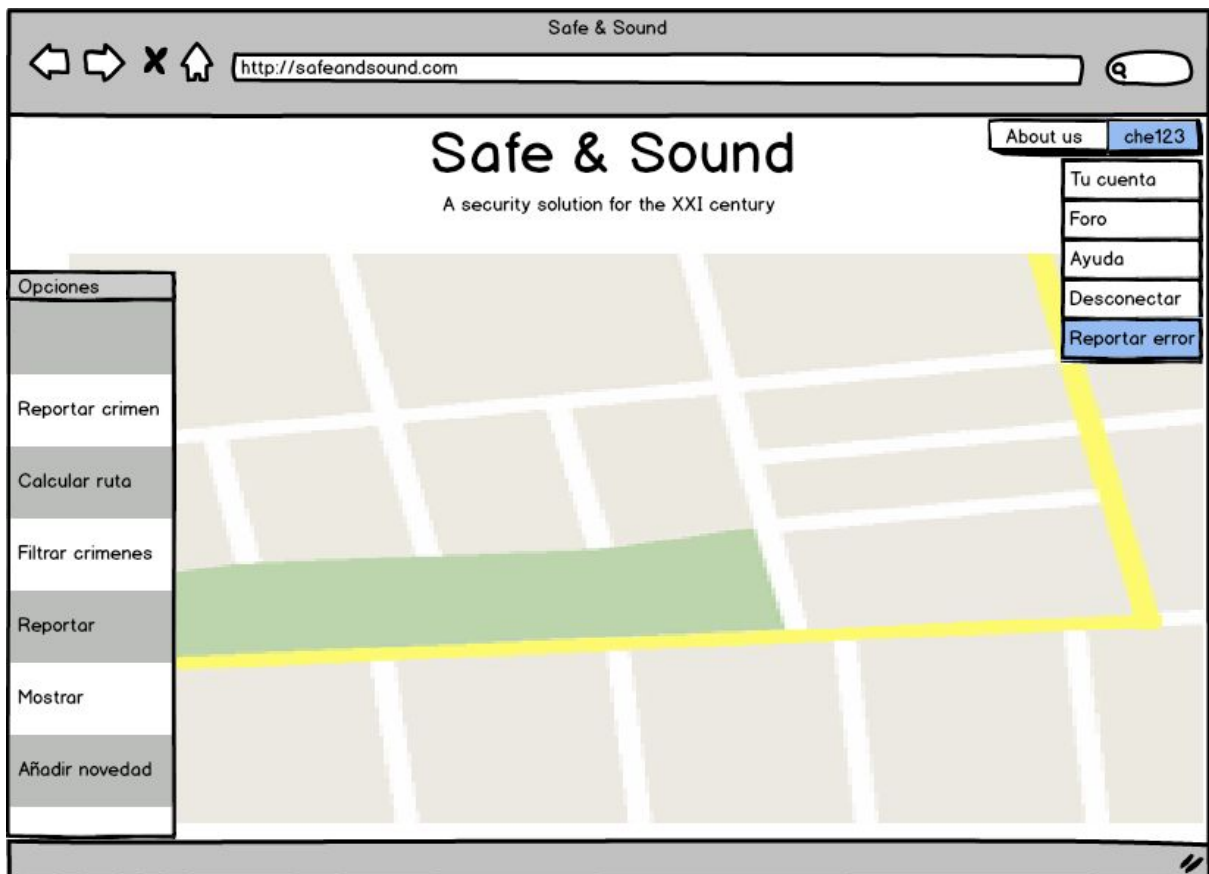 Safe & Sound
http://safeandsound.com
Safe & Sound
A security solution for the XXI century
About us
che123
Tu cuenta
Foro
Ayuda
Desconectar
Reportar error
Opciones
Reportar crimen
Calcular ruta
Filtrar crimenes
Reportar
Mostrar
Añadir novedad